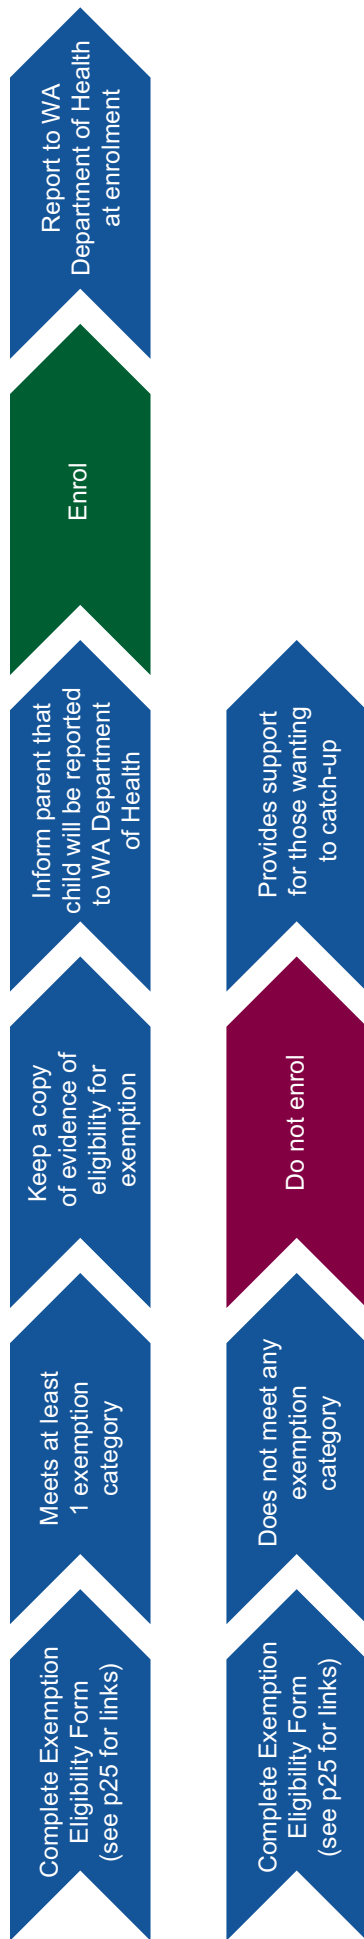 Complete Exemption
Eligibility Form
(see p25 for links)
Meets at least
1 exemption
category
Keep a copy
of evidence of
eligibility for
exemption
Inform parent that
child will be reported
to WA Department
of Health
Enrol
Report to WA
Department of Health
at enrolment
Complete Exemption
Eligibility Form
(see p25 for links)
Does not meet any
exemption
category
Do not enrol
Provides support
for those wanting
to catch-up